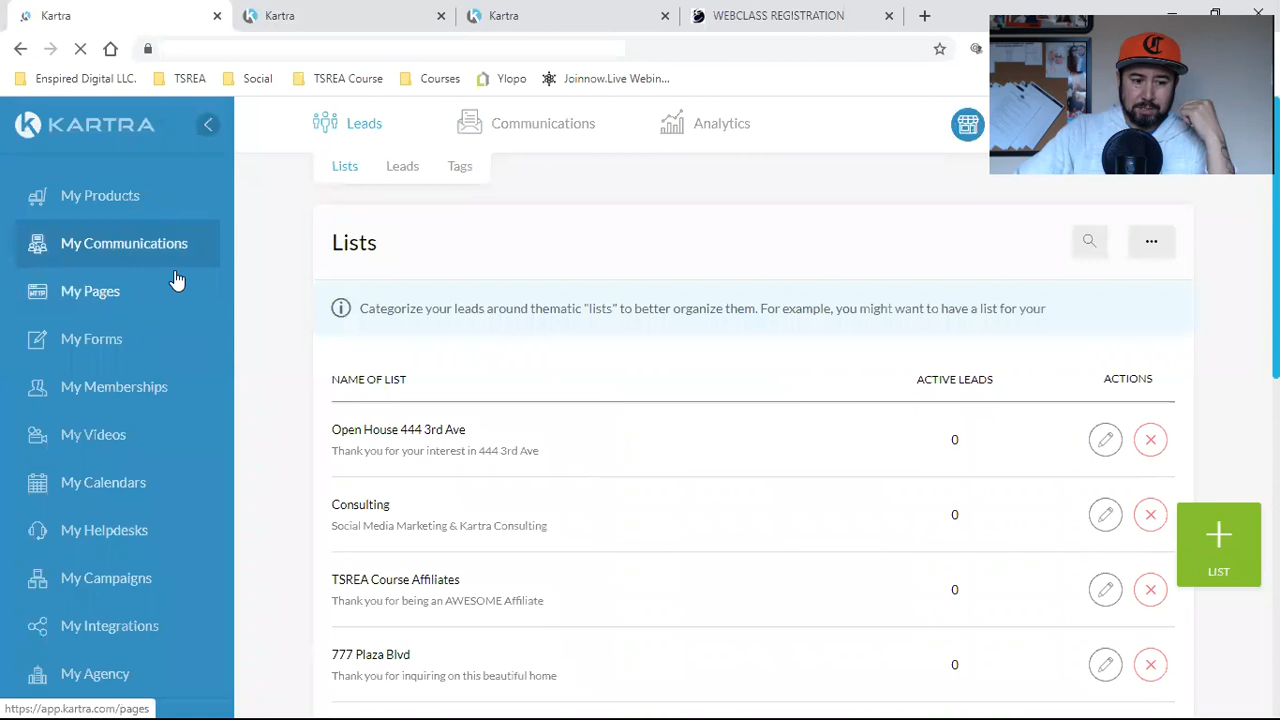 Kartra
Kartra
Kartra
WEBCLASS REGISTRATION
Enspired Digital LLC.
TSREA
Social
TSREA Course
Courses
Ylopo
Joinnow.Live Webin...
KARTRA
Leads
Communications
Analytics
Lists
Leads
Tags
My Products
My Communications
My Pages
My Forms
My Memberships
My Videos
My Calendars
My Helpdesks
My Campaigns
My Integrations
My Agency
Lists
Categorize your leads around thematic "lists" to better organize them. For example, you might want to have a list for your
NAME OF LIST
ACTIVE LEADS
ACTIONS
Open House 444 3rd Ave
Thank you for your interest in 444 3rd Ave
0
Consulting
Social Media Marketing & Kartra Consulting
0
TSREA Course Affiliates
Thank you for being an AWESOME Affiliate
0
777 Plaza Blvd
Thank you for inquiring on this beautiful home
0
LIST
https://app.kartra.com/pages